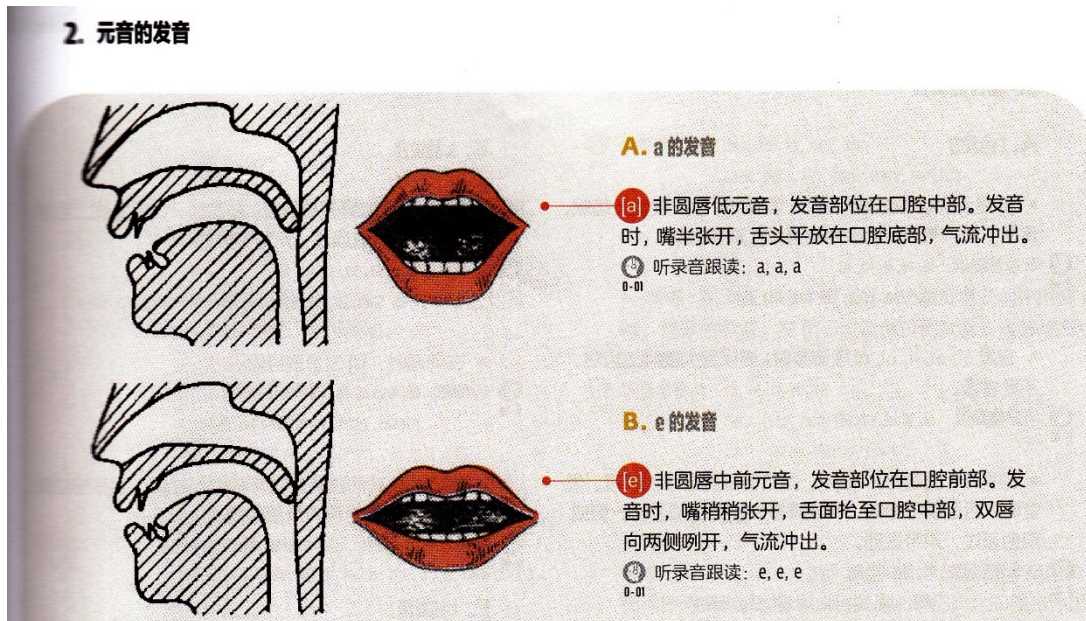 2. 元音的发音
A. a 的发音
[a] 非圆唇低元音，发音部位在口腔中部。发音
时，嘴半张开，舌头平放在口腔底部，气流冲出。
听录音跟读：a, a, a
0-01
B. e 的发音
[e] 非圆唇中前元音，发音部位在口腔前部。发
音时，嘴稍稍张开，舌面抬至口腔中部，双唇
向两侧咧开，气流冲出。
听录音跟读：e, e, e
0-01